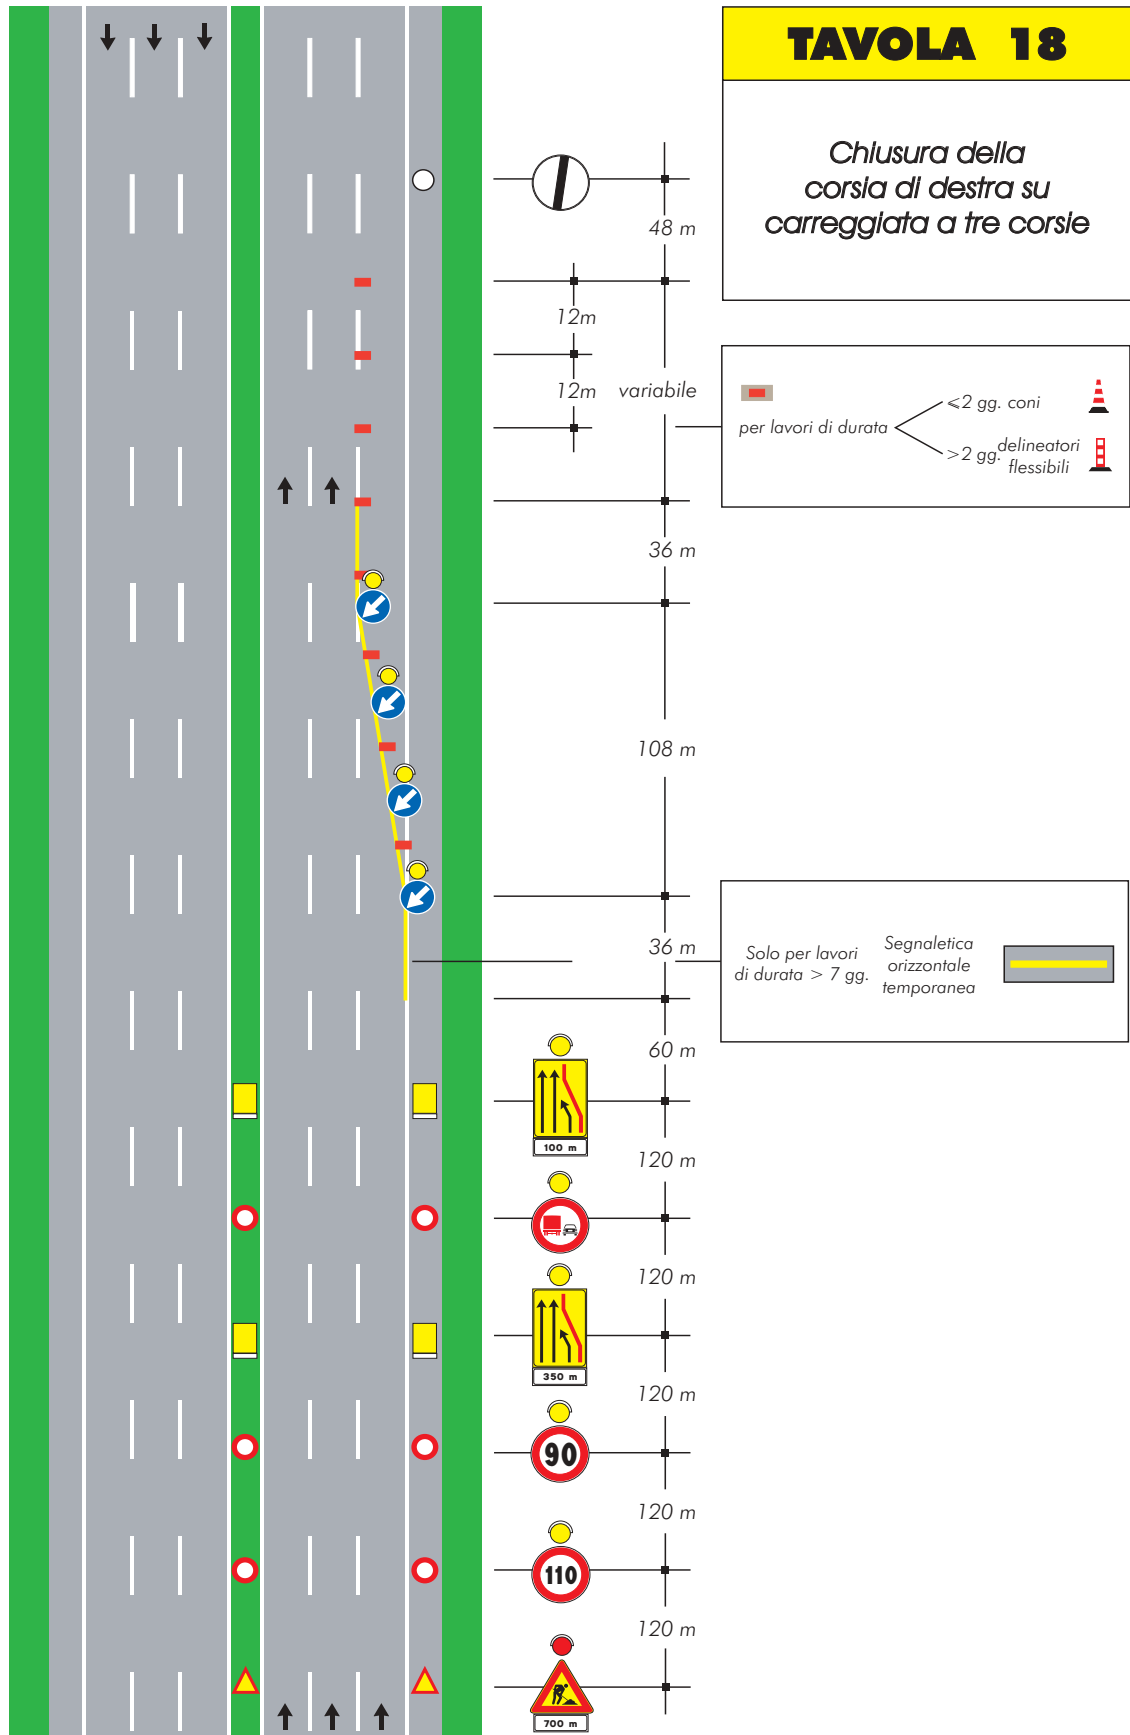 TAVOLA 18
Chiusura della
corsia di destra su
carreggiata a tre corsie
48 m
12m
12m
variabile
per lavori di durata
≤2 gg. coni
>2 gg. delineatori
flessibili
36 m
108 m
36 m
Solo per lavori
di durata > 7 gg.
Segnaletica
orizzontale
temporanea
60 m
100 m
120 m
120 m
350 m
120 m
90
120 m
110
120 m
700 m